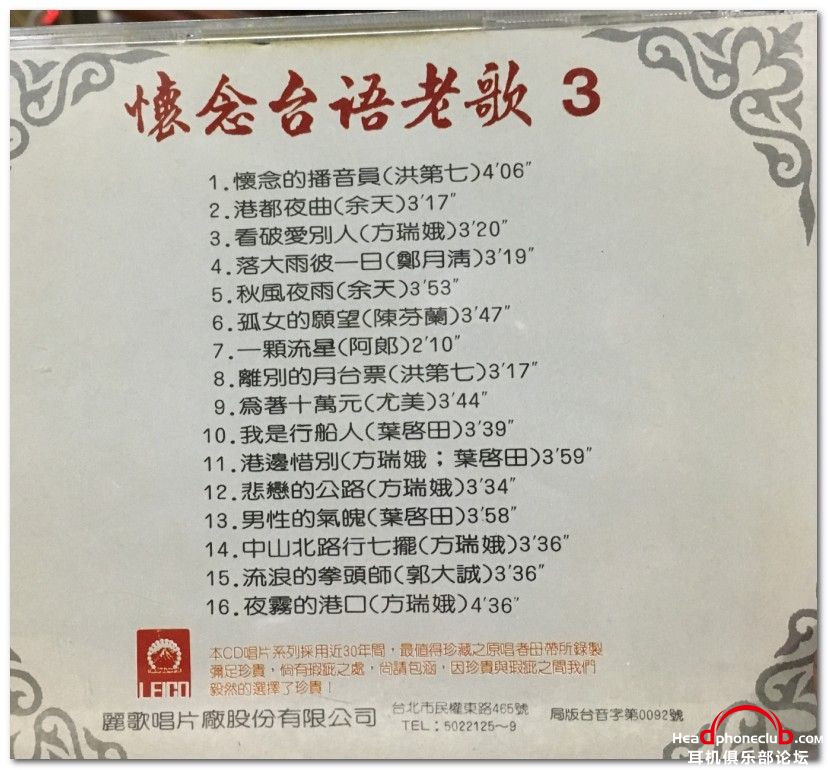 懷念台语老歌 3
1.懷念的播音員(洪第七)4'06"
2.港都夜曲(余天)3'17"
3.看破愛別人(方瑞娥)3'20"
4.落大雨彼一日(鄭月清)3'19"
5.秋風夜雨(余天)3'53"
6.孤女的願望(陳芬蘭)3'47"
7.一顆流星(阿郎)2'10"
8.離別的月台票(洪第七)3'17"
9.為著十萬元(尤美)3'44"
10.我是行船人(葉啓田)3'39"
11.港邊惜別(方瑞娥；葉啓田)3'59"
12.悲戀的公路(方瑞娥)3'34"
13.男性的氣魄(葉啓田)3'58"
14.中山北路行七擺(方瑞娥)3'36"
15.流浪的拳頭師(郭大誠)3'36"
16.夜霧的港口(方瑞娥)4'36"
本CD唱片系列採用近30年間，最值得珍藏之原唱者母帶所錄製
彌足珍貴，倘有瑕疵之處，尚請包涵，因珍貴與瑕疵之間我們
毅然的選擇了珍貴！
LEICO
麗歌唱片廠股份有限公司
台北市民權東路465號
TEL：5022125～9
局版台音字第0092號
HeadphoneClub.com
耳机俱乐部论坛